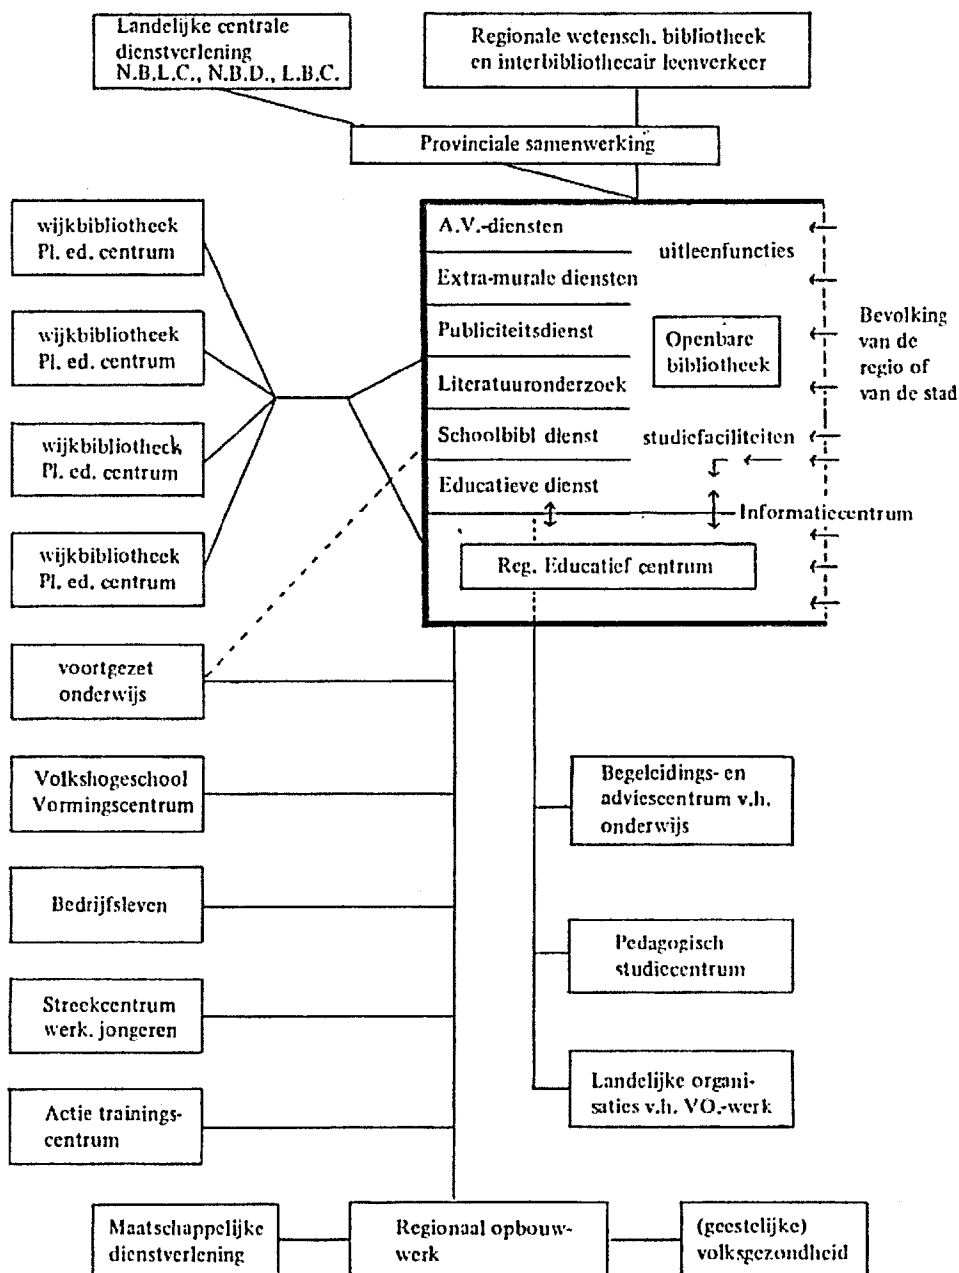 Landelijke centrale
dienstverlening
N.B.L.C., N.B.D., L.B.C.
Regionale wetensch. bibliotheek
en interbibliothecair leenverkeer
Provinciale samenwerking
wijkbibliotheek
Pl. ed. centrum
wijkbibliotheek
Pl. ed. centrum
wijkbibliotheek
Pl. ed. centrum
wijkbibliotheek
Pl. ed. centrum
A.V.-diensten
uitleenfuncties
Extra-murale diensten
Publiciteitsdienst
Openbare
bibliotheek
Literatuuronderzoek
Schoolbibl dienst
studiefaciliteiten
Educatieve dienst
Informatiecentrum
Reg. Educatief centrum
Bevolking
van de
regio of
van de stad
voortgezet
onderwijs
Volkshogeschool
Vormingscentrum
Bedrijfsleven
Streekcentrum
werk. jongeren
Actie trainings-
centrum
Begeleidings- en
adviescentrum v.h.
onderwijs
Pedagogisch
studiecentrum
Landelijke organi-
saties v.h. VO.-werk
Maatschappelijke
dienstverlening
Regionaal opbouw-
werk
(geestelijke)
volksgezondheid